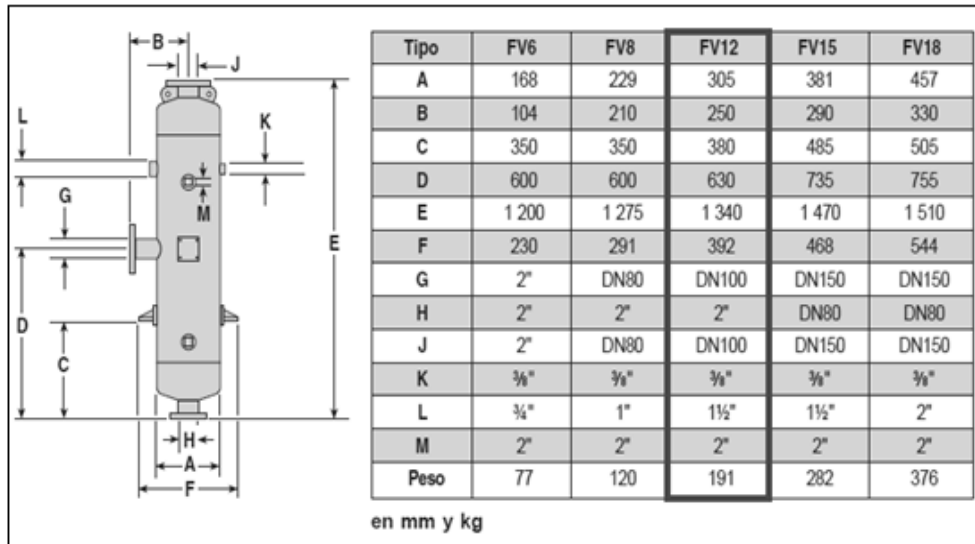 B
J
L
K
G
M
E
D
C
H
A
F
Tipo FV6 FV8 FV12 FV15 FV18
A 168 229 305 381 457
B 104 210 250 290 330
C 350 350 380 485 505
D 600 600 630 735 755
E 1 200 1 275 1 340 1 470 1 510
F 230 291 392 468 544
G 2" DN80 DN100 DN150 DN150
H 2" 2" 2" DN80 DN80
J 2" DN80 DN100 DN150 DN150
K ⅜" ⅜" ⅜" ⅜" ⅜"
L ¾" 1" 1½" 1½" 2"
M 2" 2" 2" 2" 2"
Peso 77 120 191 282 376
en mm y kg